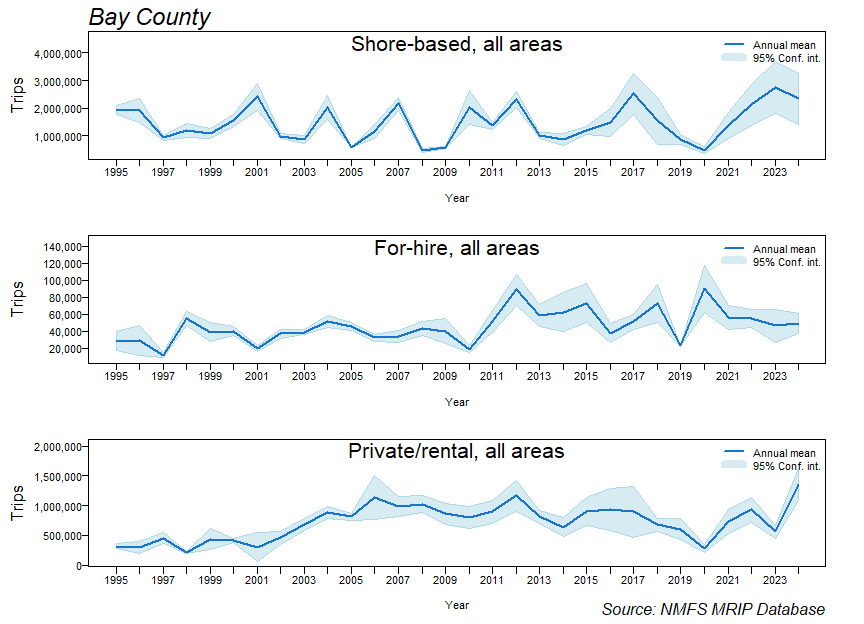 Bay County
Shore-based, all areas
Annual mean
95% Conf. int.
Trips
4,000,000
3,000,000
2,000,000
1,000,000
1995 1997 1999 2001 2003 2005 2007 2009 2011 2013 2015 2017 2019 2021 2023
Year
For-hire, all areas
Annual mean
95% Conf. int.
Trips
140,000
120,000
100,000
80,000
60,000
40,000
20,000
1995 1997 1999 2001 2003 2005 2007 2009 2011 2013 2015 2017 2019 2021 2023
Year
Private/rental, all areas
Annual mean
95% Conf. int.
Trips
2,000,000
1,500,000
1,000,000
500,000
0
1995 1997 1999 2001 2003 2005 2007 2009 2011 2013 2015 2017 2019 2021 2023
Year
Source: NMFS MRIP Database